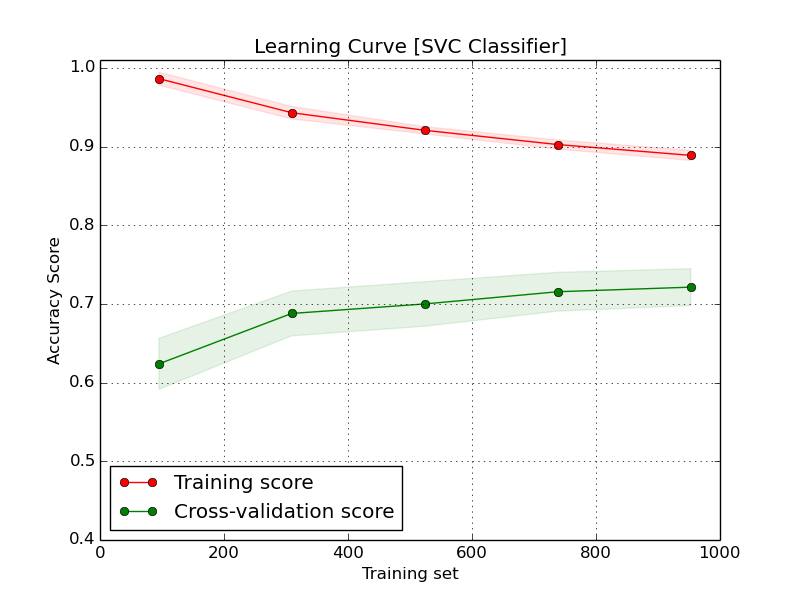 Learning Curve [SVC Classifier]
1.0
0.9
0.8
0.7
0.6
0.5
0.4
Accuracy Score
Training score
Cross-validation score
0 200 400 600 800 1000
Training set